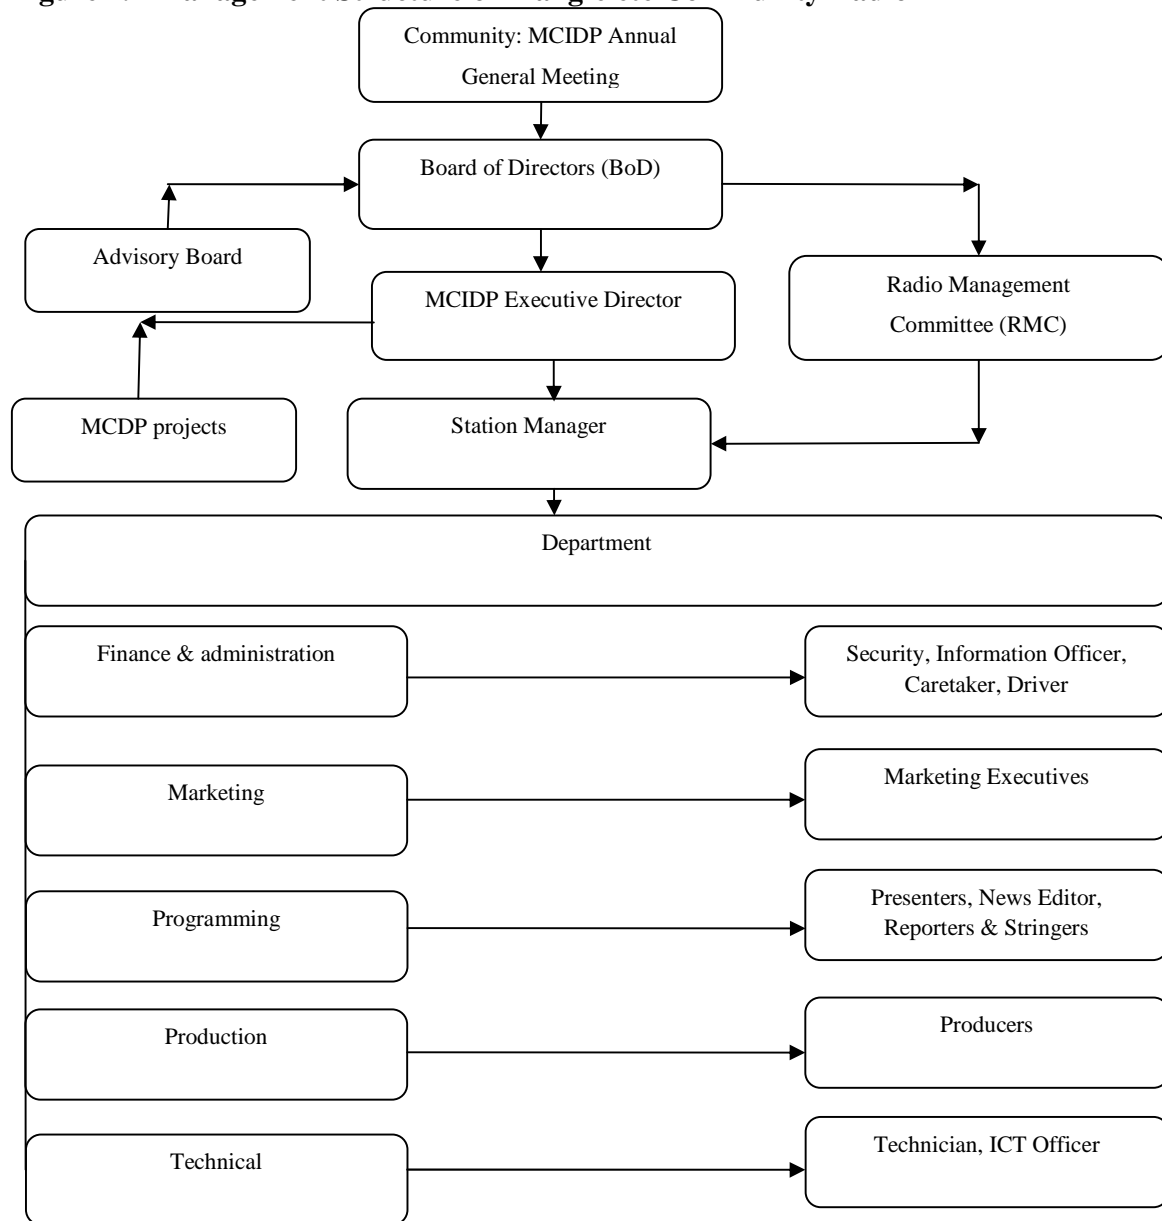 Community: MCIDP Annual
General Meeting
Board of Directors (BoD)
Advisory Board
MCIDP Executive Director
Radio Management
Committee (RMC)
MCDP projects
Station Manager
Department
Finance & administration
Security, Information Officer,
Caretaker, Driver
Marketing
Marketing Executives
Programming
Presenters, News Editor,
Reporters & Stringers
Production
Producers
Technical
Technician, ICT Officer